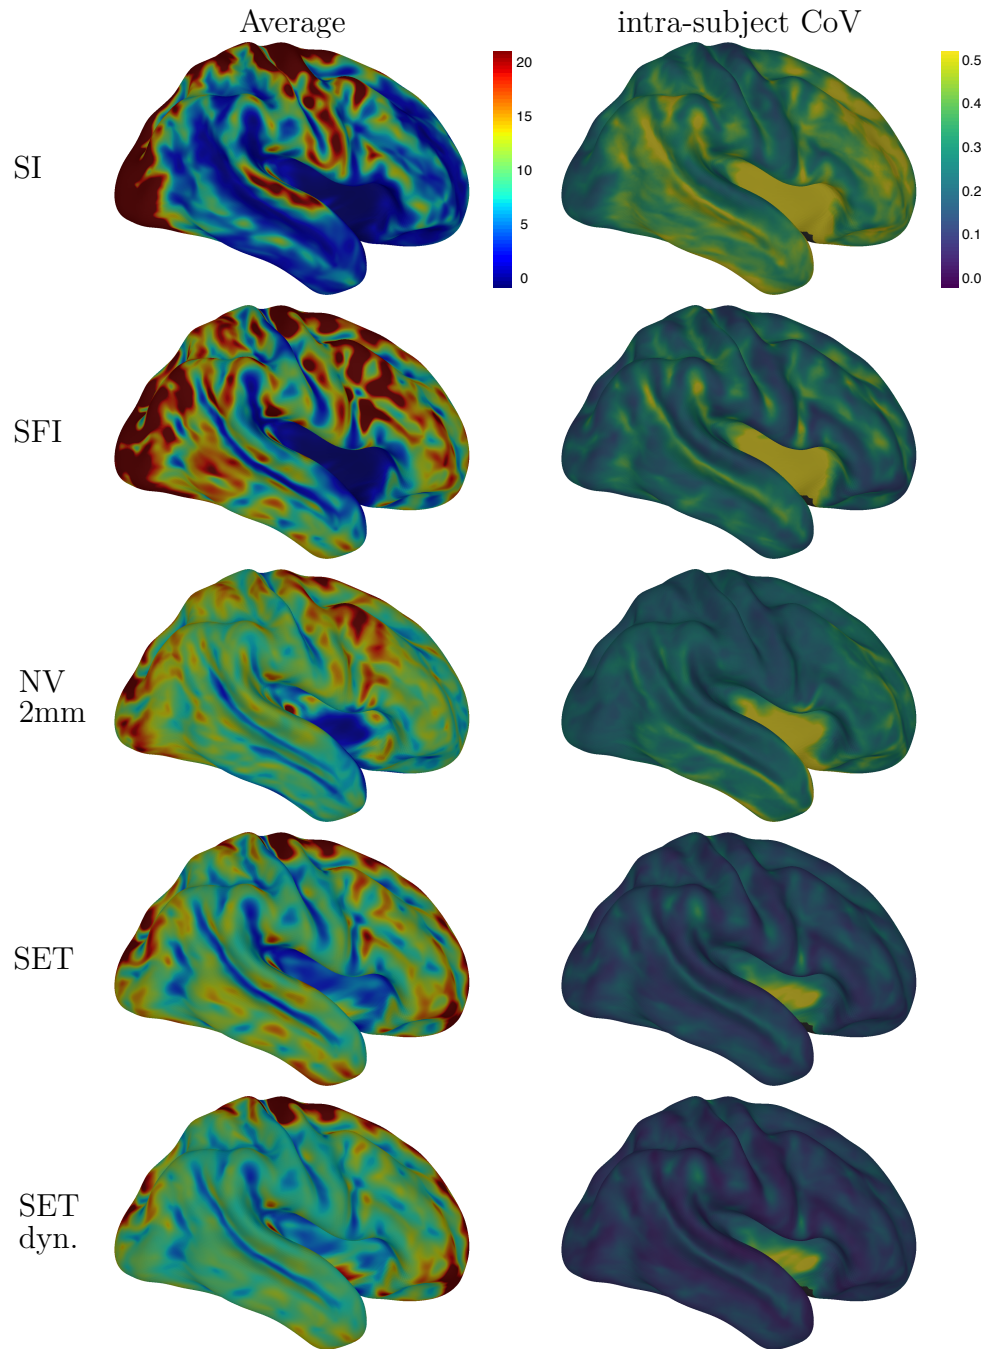 Average
intra-subject CoV
20
15
10
5
0
0.5
0.4
0.3
0.2
0.1
0.0
SI
SFI
NV
2mm
SET
SET
dyn.